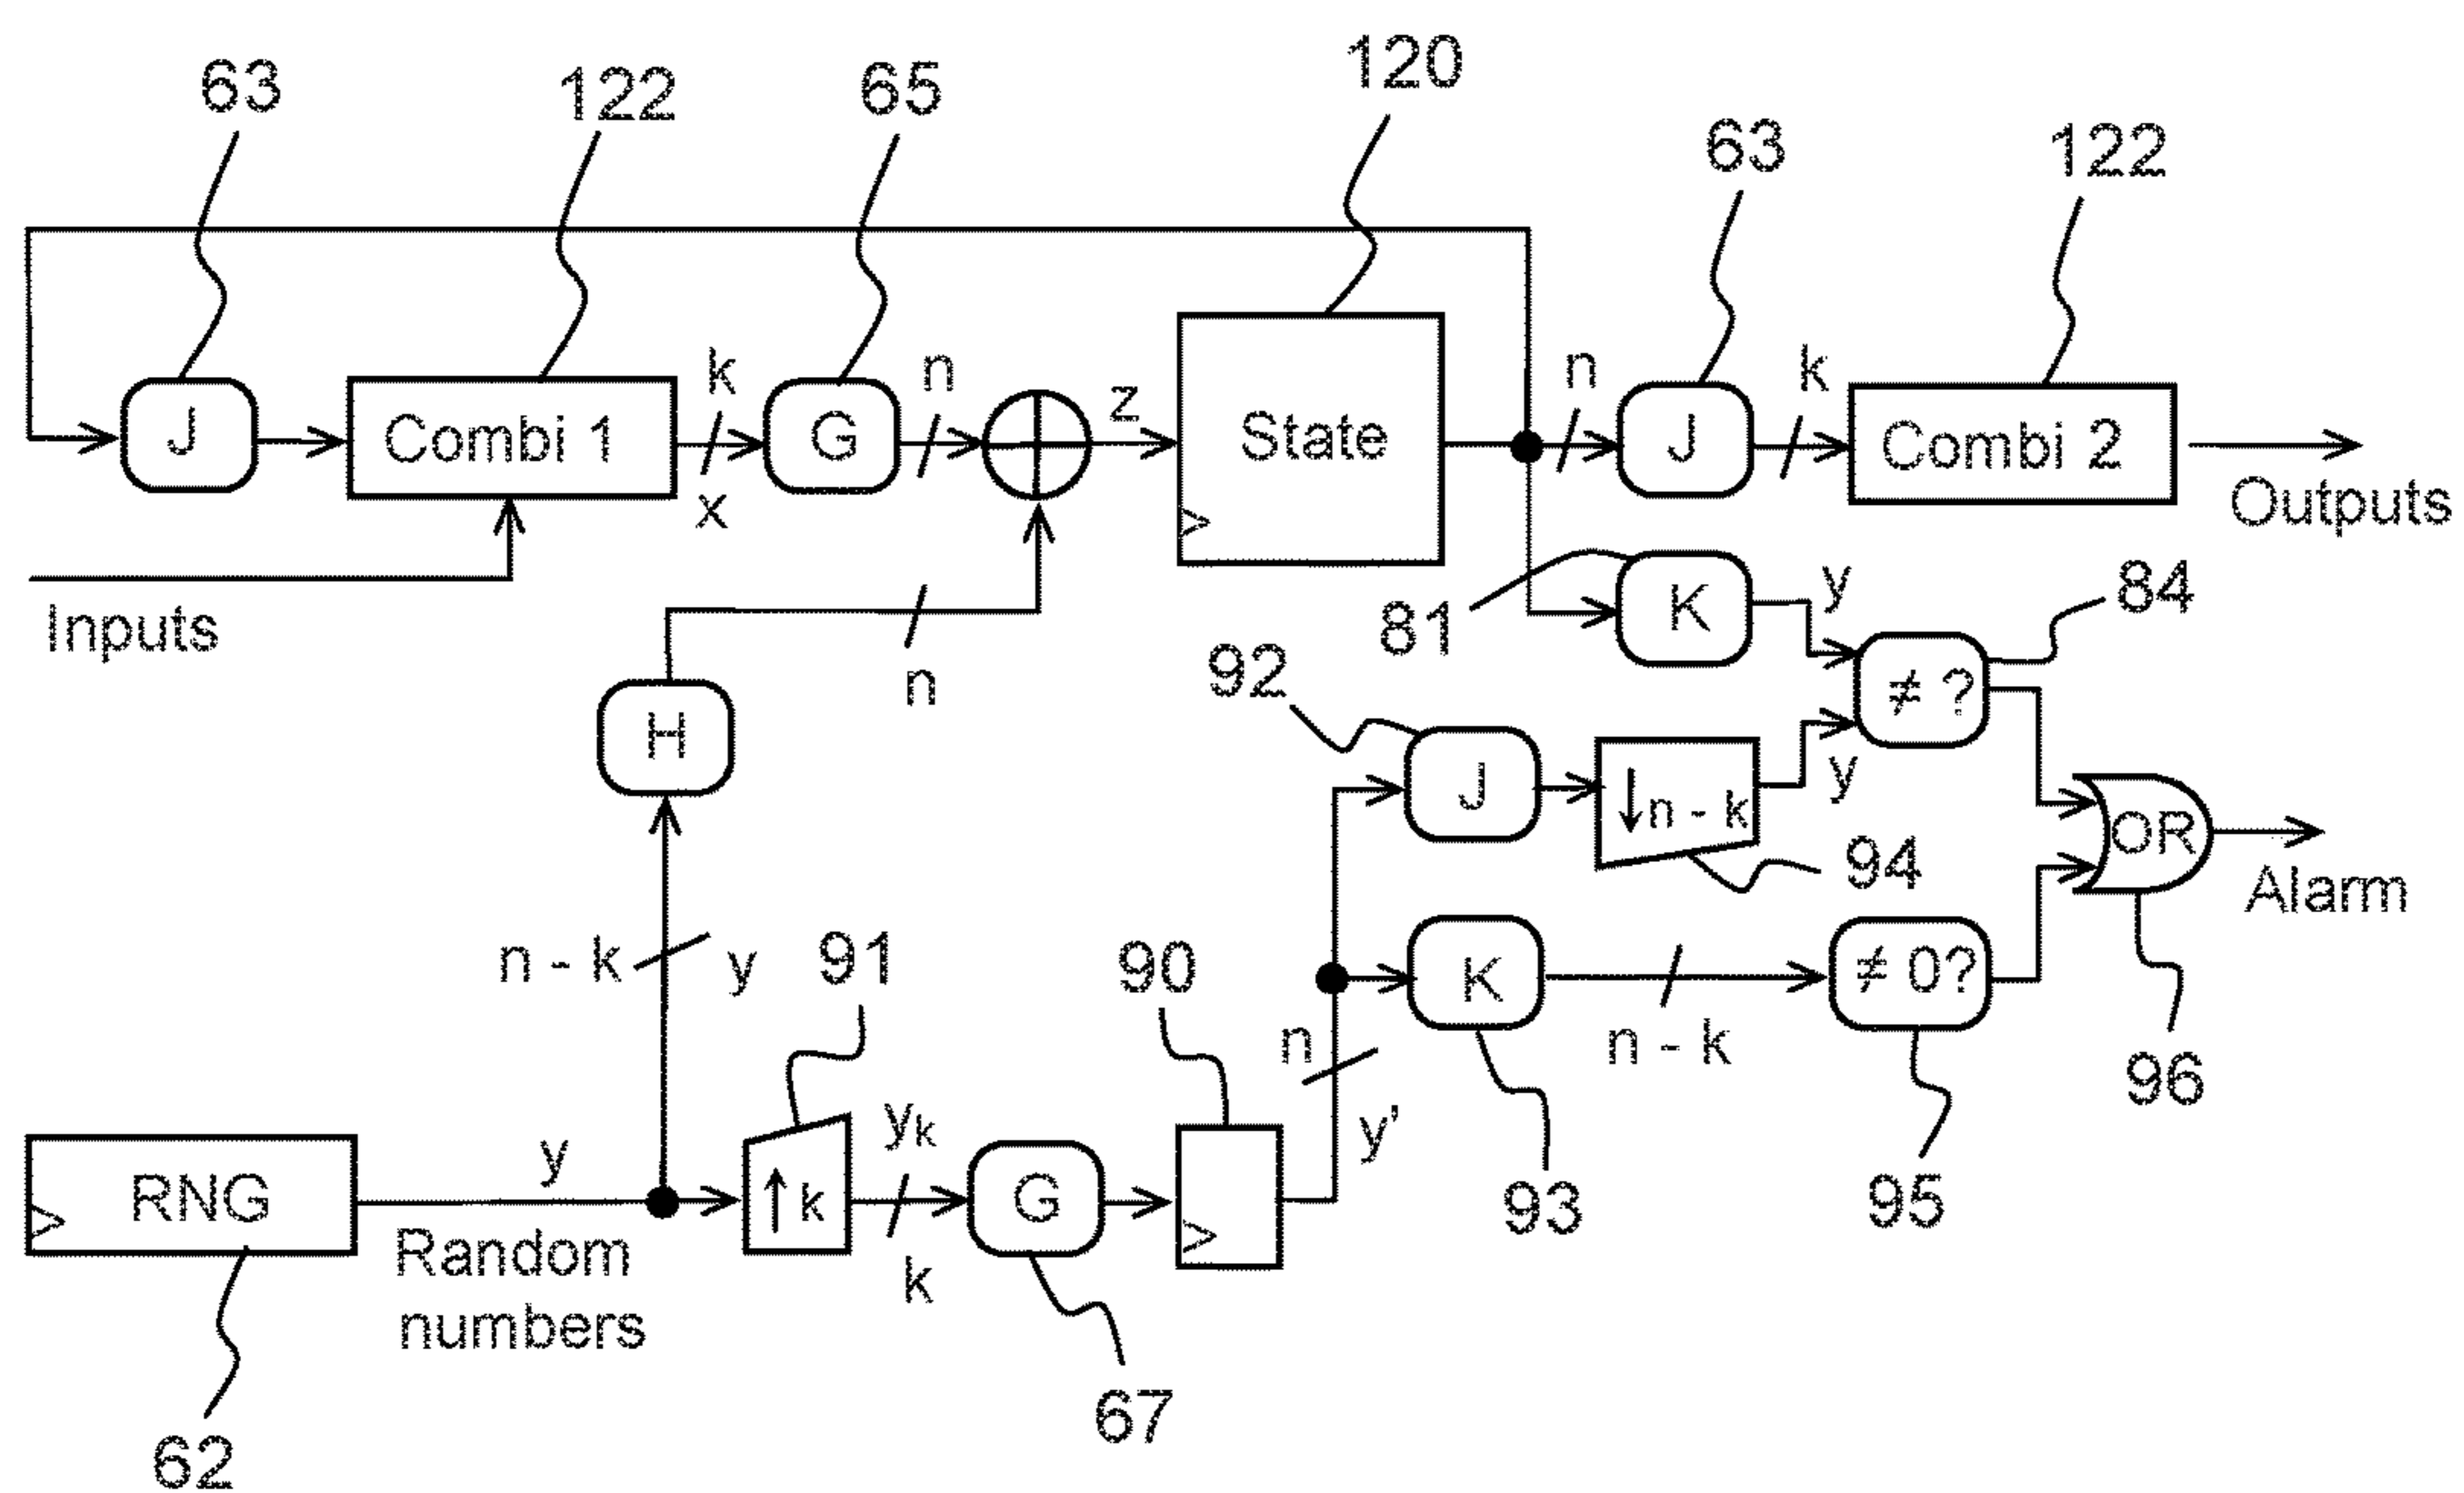 63
122
65
120
63
122
J
Combi 1
k
x
G
n
z
State
n
J
k
Combi 2
Outputs
Inputs
n
H
81
K
y
84
≠ ?
92
J
↓n - k
y
94
OR
Alarm
n - k
y
91
90
n
y'
K
n - k
≠ 0?
96
RNG
y
Random
numbers
↑k
yk
k
G
93
95
67
62